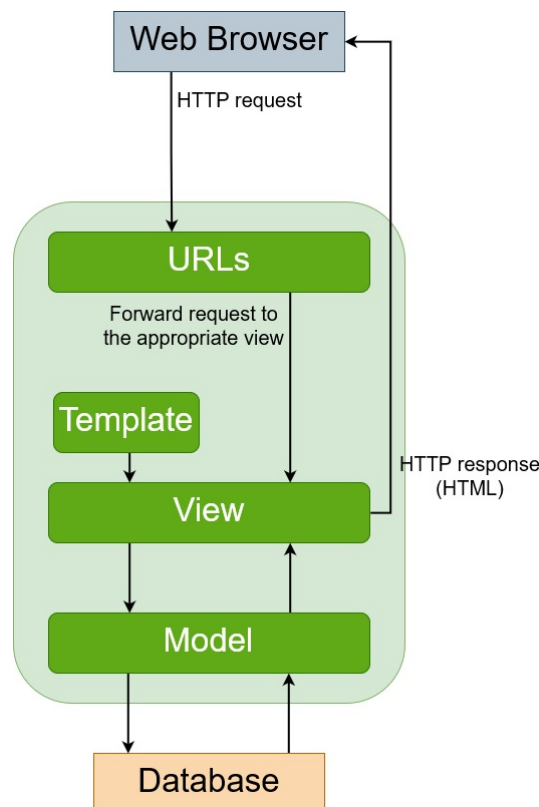 Web Browser
HTTP request
URLs
Forward request to
the appropriate view
Template
HTTP response
(HTML)
View
Model
Database